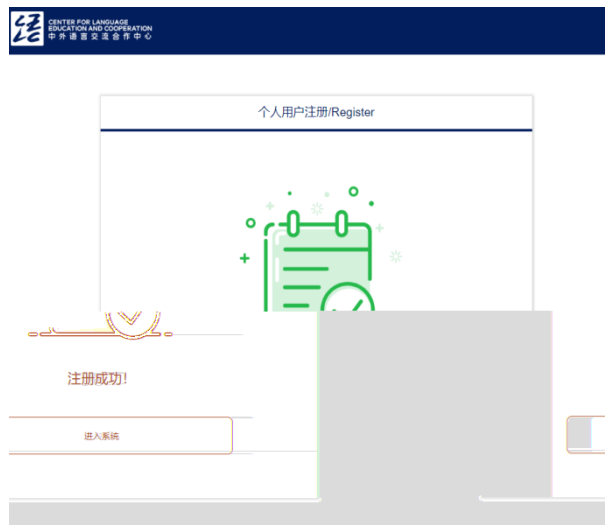 CENTER FOR LANGUAGE
EDUCATION AND COOPERATION
中外语言交流合作中心
个人用户注册/Register
注册成功!
进入系统